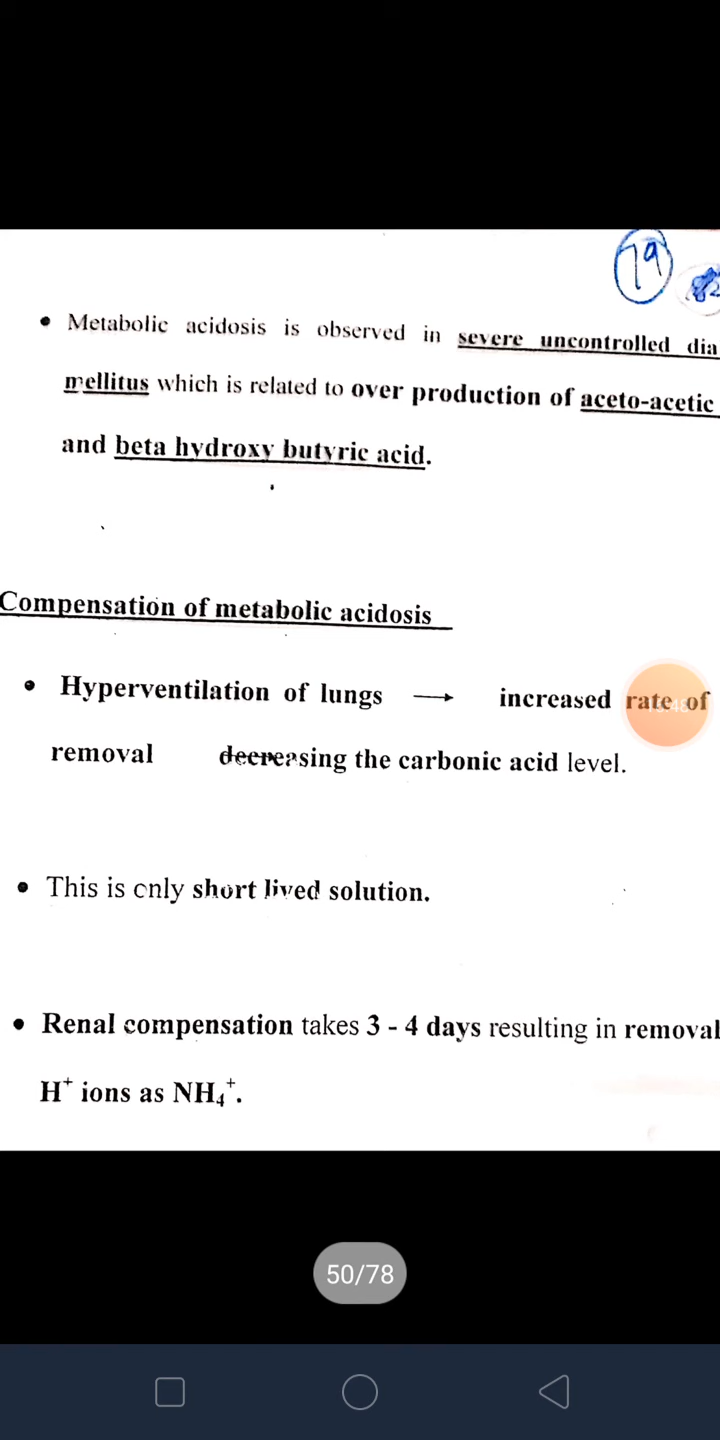 19
• Metabolic acidosis is observed in severe uncontrolled dia
mellitus which is related to over production of aceto-acetic
and beta hydroxy butyric acid.
Compensation of metabolic acidosis
• Hyperventilation of lungs → increased rate of
removal decreasing the carbonic acid level.
• This is only short lived solution.
• Renal compensation takes 3 - 4 days resulting in removal
H⁺ ions as NH₄⁺.
50/78